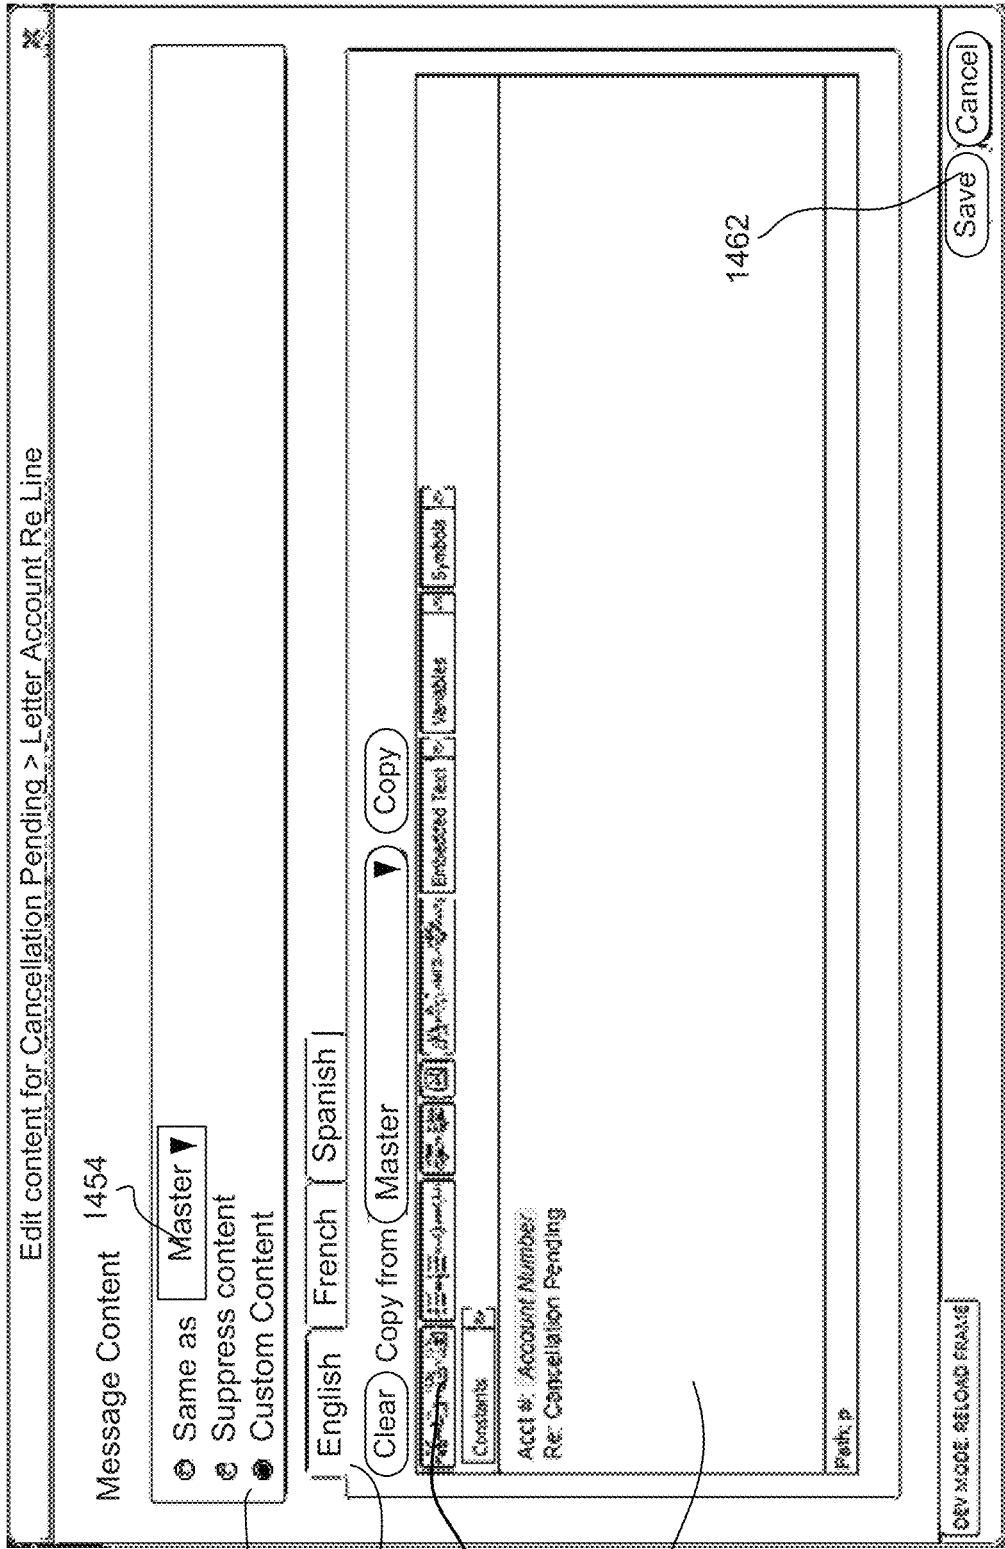 Edit content for Cancellation Pending > Letter Account Re Line
Message Content 1454
Same as Master
Suppress content
Custom Content
English French Spanish
Clear Copy from Master Copy
Embedded Text Variables Symbols
Constants
Acct #: Account Number
Re: Cancellation Pending
1462
Path: p
DEV MODE: RELOAD FRAME
Save Cancel